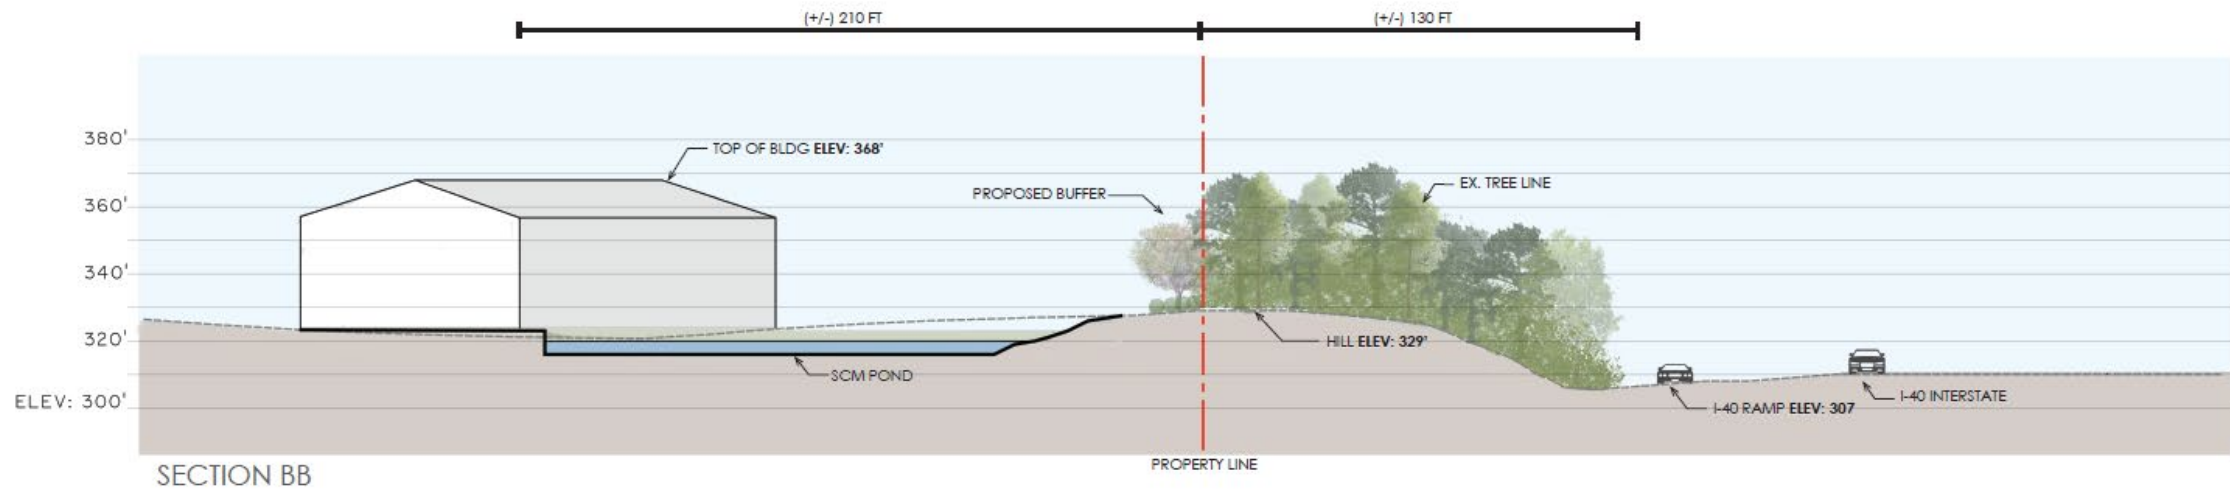 (+/-) 210 FT
(+/-) 130 FT
380'
TOP OF BLDG ELEV: 368'
PROPOSED BUFFER
EX. TREE LINE
360'
340'
320'
HILL ELEV: 329'
SCM POND
ELEV: 300'
I-40 RAMP ELEV: 307
I-40 INTERSTATE
PROPERTY LINE
SECTION BB